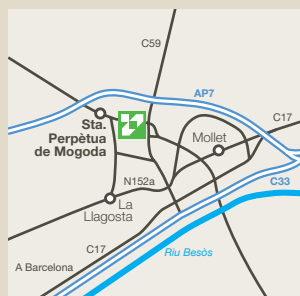 C59
AP7
C17
Sta.
Perpètua
de Mogoda
Mollet
N152a
C33
La
Llagosta
C17
Riu Besòs
A Barcelona